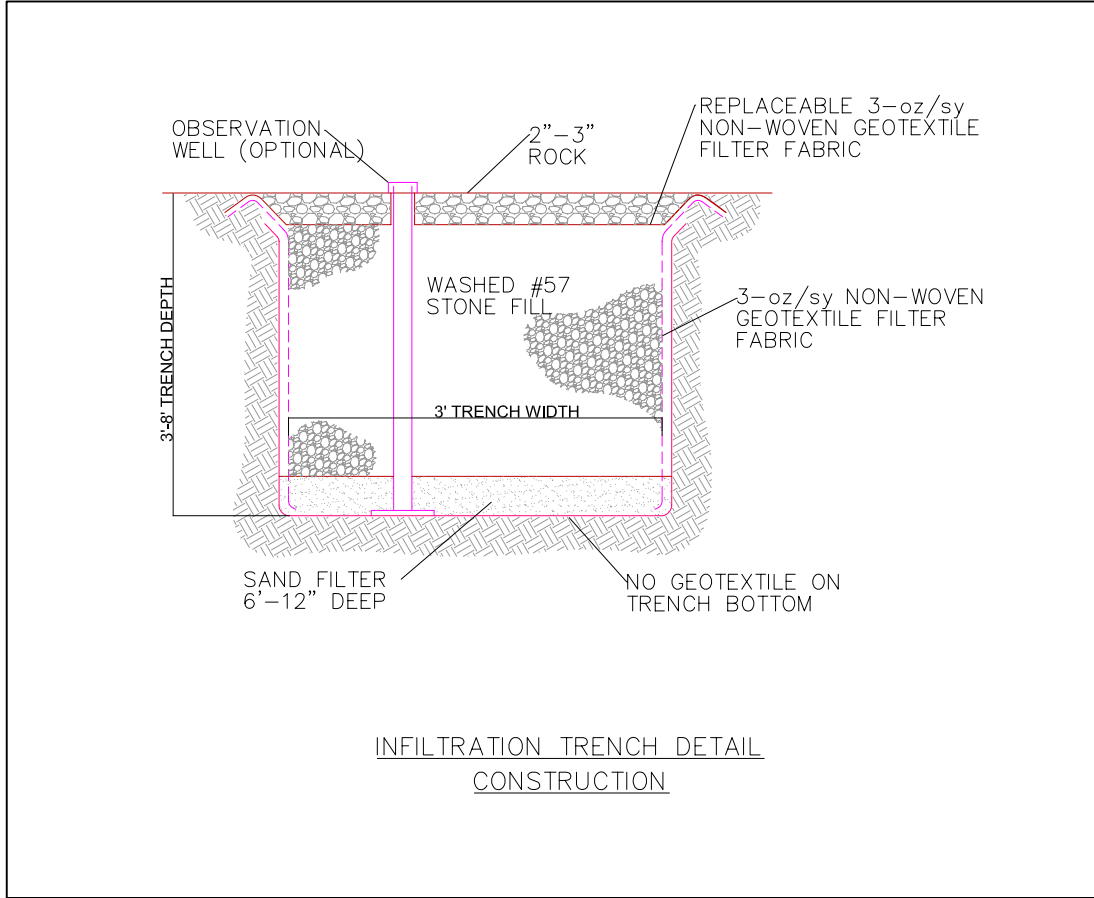 OBSERVATION
WELL (OPTIONAL)
2"-3"
ROCK
REPLACEABLE 3-oz/sy
NON-WOVEN GEOTEXTILE
FILTER FABRIC
WASHED #57
STONE FILL
3-oz/sy NON-WOVEN
GEOTEXTILE FILTER
FABRIC
3'-8' TRENCH DEPTH
3' TRENCH WIDTH
SAND FILTER
6'-12" DEEP
NO GEOTEXTILE ON
TRENCH BOTTOM
INFILTRATION TRENCH DETAIL
CONSTRUCTION